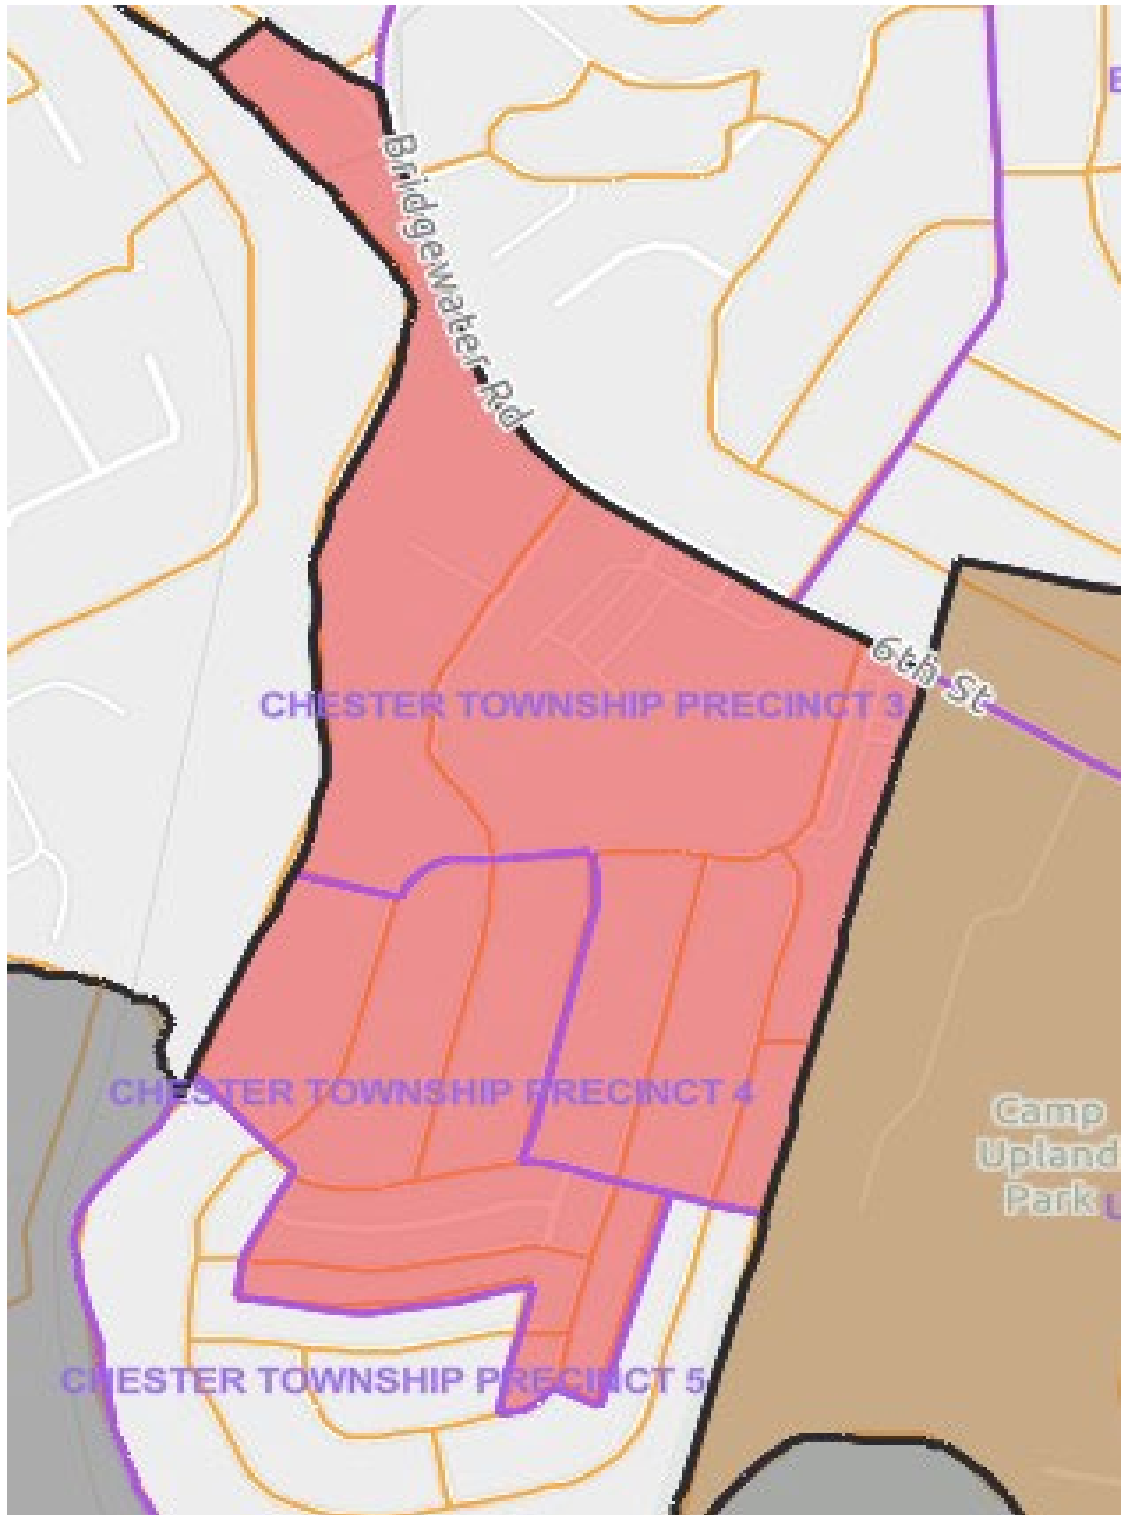 Bridgewater Rd
6th St
CHESTER TOWNSHIP PRECINCT 3
CHESTER TOWNSHIP PRECINCT 4
Camp
Upland
Park
CHESTER TOWNSHIP PRECINCT 5